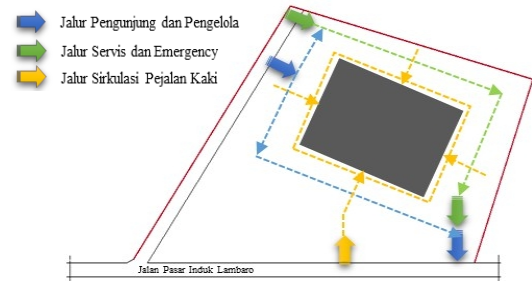 Jalur Pengunjung dan Pengelola
Jalur Servis dan Emergency
Jalur Sirkulasi Pejalan Kaki
Jalan Pasar Induk Lambaro